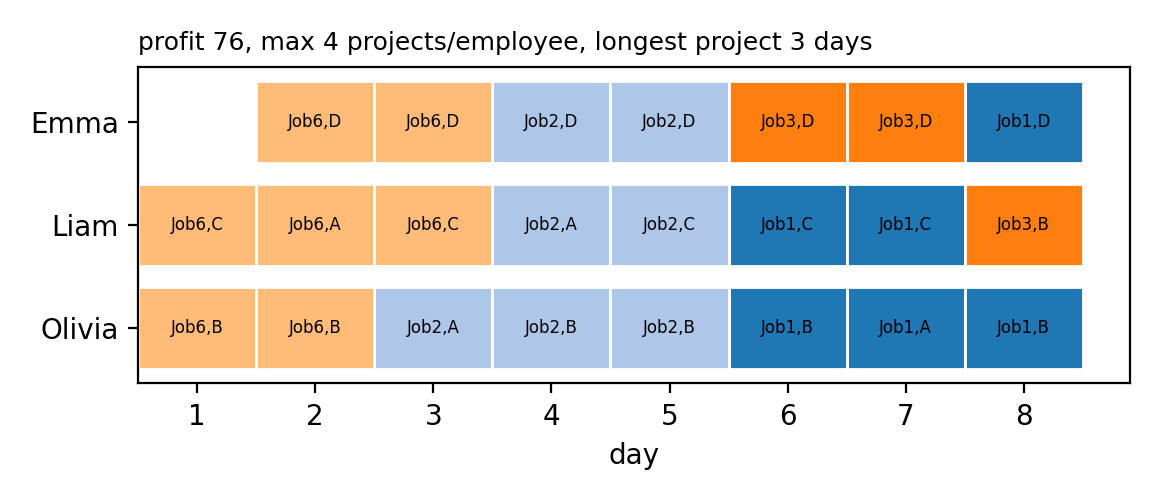 profit 76, max 4 projects/employee, longest project 3 days
Emma Job6,D Job6,D Job2,D Job2,D Job3,D Job3,D Job1,D
Liam Job6,C Job6,A Job6,C Job2,A Job2,C Job1,C Job1,C Job3,B
Olivia Job6,B Job6,B Job2,A Job2,B Job2,B Job1,B Job1,A Job1,B
1 2 3 4 5 6 7 8
day